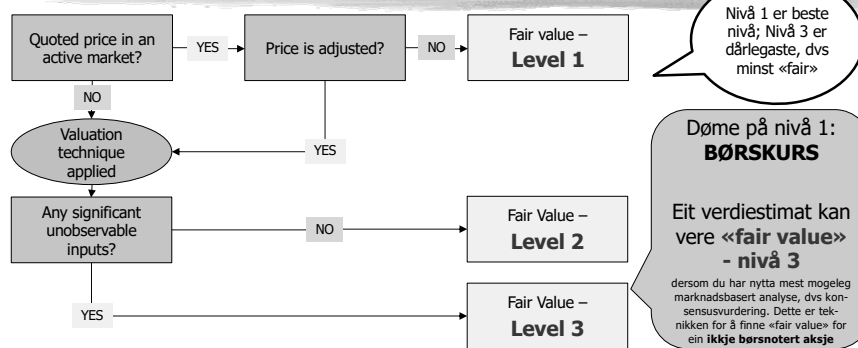 Quoted price in an
active market?
YES
Price is adjusted?
NO
Fair value –
Level 1
Nivå 1 er beste
nivå; Nivå 3 er
dårlegaste, dvs
minst «fair»
NO
Valuation
technique
applied
YES
Any significant
unobservable
inputs?
NO
Fair Value –
Level 2
YES
Fair Value –
Level 3
Døme på nivå 1:
BØRSKURS
Eit verdiestimat kan
vere «fair value»
- nivå 3
dersom du har nytta mest mogeleg
marknadsbasert analyse, dvs kon-
sensusvurdering. Dette er tek-
nikken for å finne «fair value» for
ein ikkje børsnotert aksje